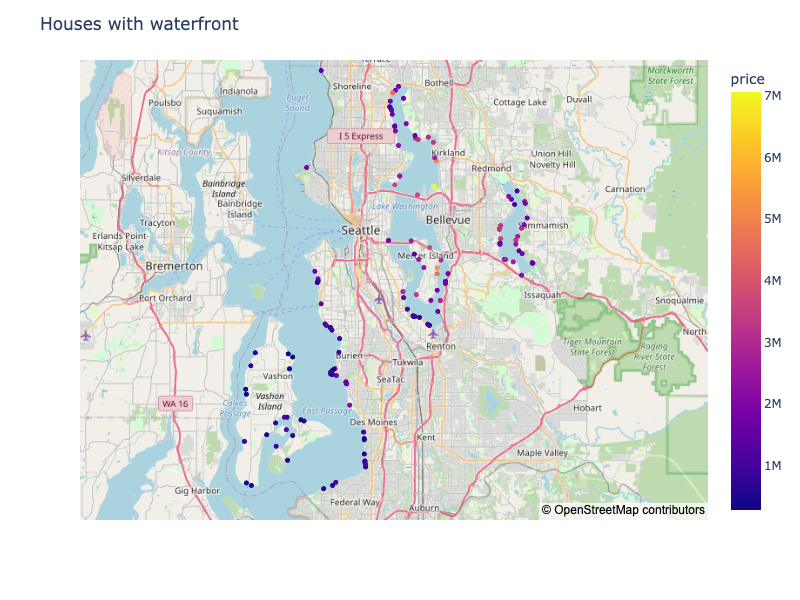 Houses with waterfront
price
7M
6M
5M
4M
3M
2M
1M
Shoreline
Bothell
Marckworth
State Forest
Indianola
Puget
Sound
Cottage Lake
Duvall
Poulsbo
Suquamish
I 5 Express
Kitsap County
Kirkland
Union Hill-
Novelty Hill
Redmond
Silverdale
Bainbridge
Island
Bainbridge
Island
Carnation
Lake Washington
Tracyton
Seattle
Bellevue
Sammamish
Erlands Point-
Kitsap Lake
Mercer Island
Bremerton
Port Orchard
Issaquah
Snoqualmie
North
Tiger Mountain
State Forest
Raging
River State
Forest
Renton
Burien
Tukwila
Vashon
SeaTac
Vashon
Island
WA 16
Colvos
Passage
East Passage
Hobart
Des Moines
Kent
Maple Valley
Gig Harbor
Federal Way
Auburn
© OpenStreetMap contributors